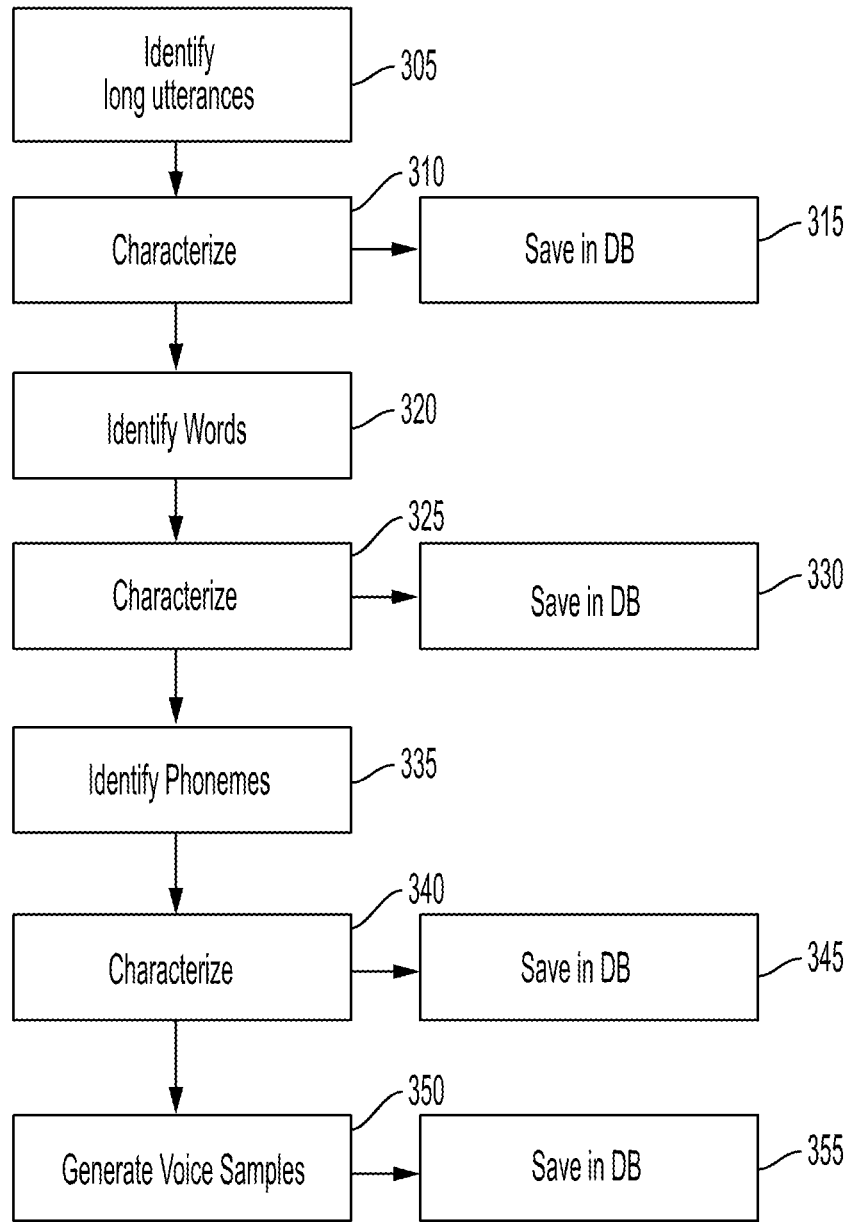 Identify
long utterances
305
310
Characterize
Save in DB
315
Identify Words
320
325
Characterize
Save in DB
330
Identify Phonemes
335
340
Characterize
Save in DB
345
350
Generate Voice Samples
Save in DB
355